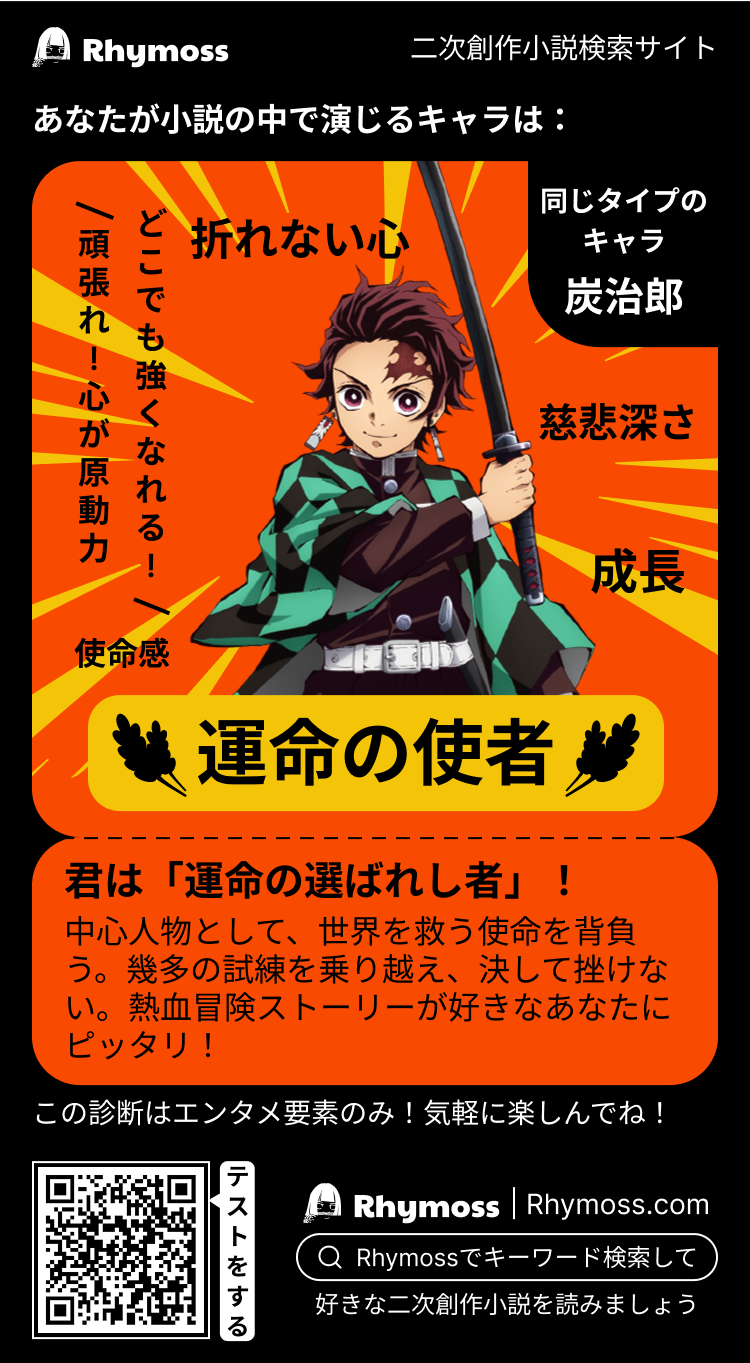 Rhymoss
二次創作小説検索サイト
あなたが小説の中で演じるキャラは：
同じタイプの
キャラ
炭治郎
折れない心
\どこでも強くなれる！
頑張れ！心が原動力/
慈悲深さ
成長
使命感
運命の使者
君は「運命の選ばれし者」！
中心人物として、世界を救う使命を背負
う。幾多の試練を乗り越え、決して挫けな
い。熱血冒険ストーリーが好きなあなたに
ピッタリ！
この診断はエンタメ要素のみ！気軽に楽しんでね！
テストをする
Rhymoss | Rhymoss.com
Rhymossでキーワード検索して
好きな二次創作小説を読みましょう